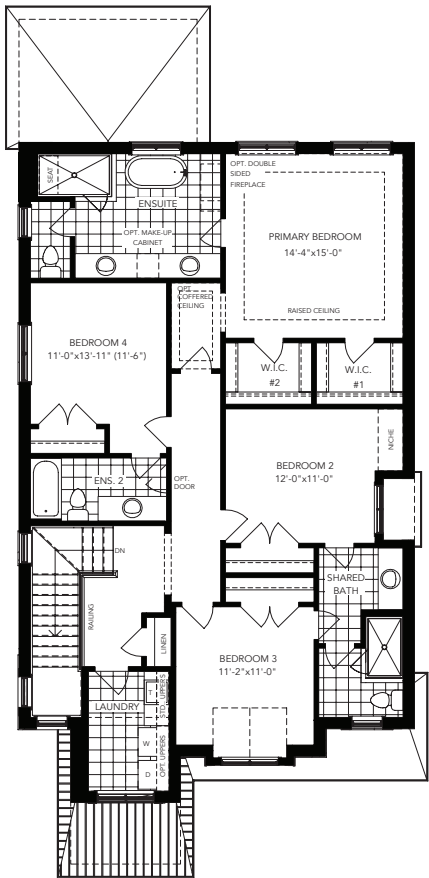 SEAT
ENSUITE
OPT. MAKE-UP
CABINET
OPT. DOUBLE
SIDED
FIREPLACE
PRIMARY BEDROOM
14'-4"x15'-0"
RAISED CEILING
OPT.
COFFERED
CEILING
BEDROOM 4
11'-0"x13'-11" (11'-6")
W.I.C.
#2
W.I.C.
#1
NICHE
BEDROOM 2
12'-0"x11'-0"
ENS. 2
OPT.
DOOR
DN
RAILING
SHARED
BATH
LINEN
BEDROOM 3
11'-2"x11'-0"
LAUNDRY
T
STD. UPPERS
W
OPT. UPPERS
D